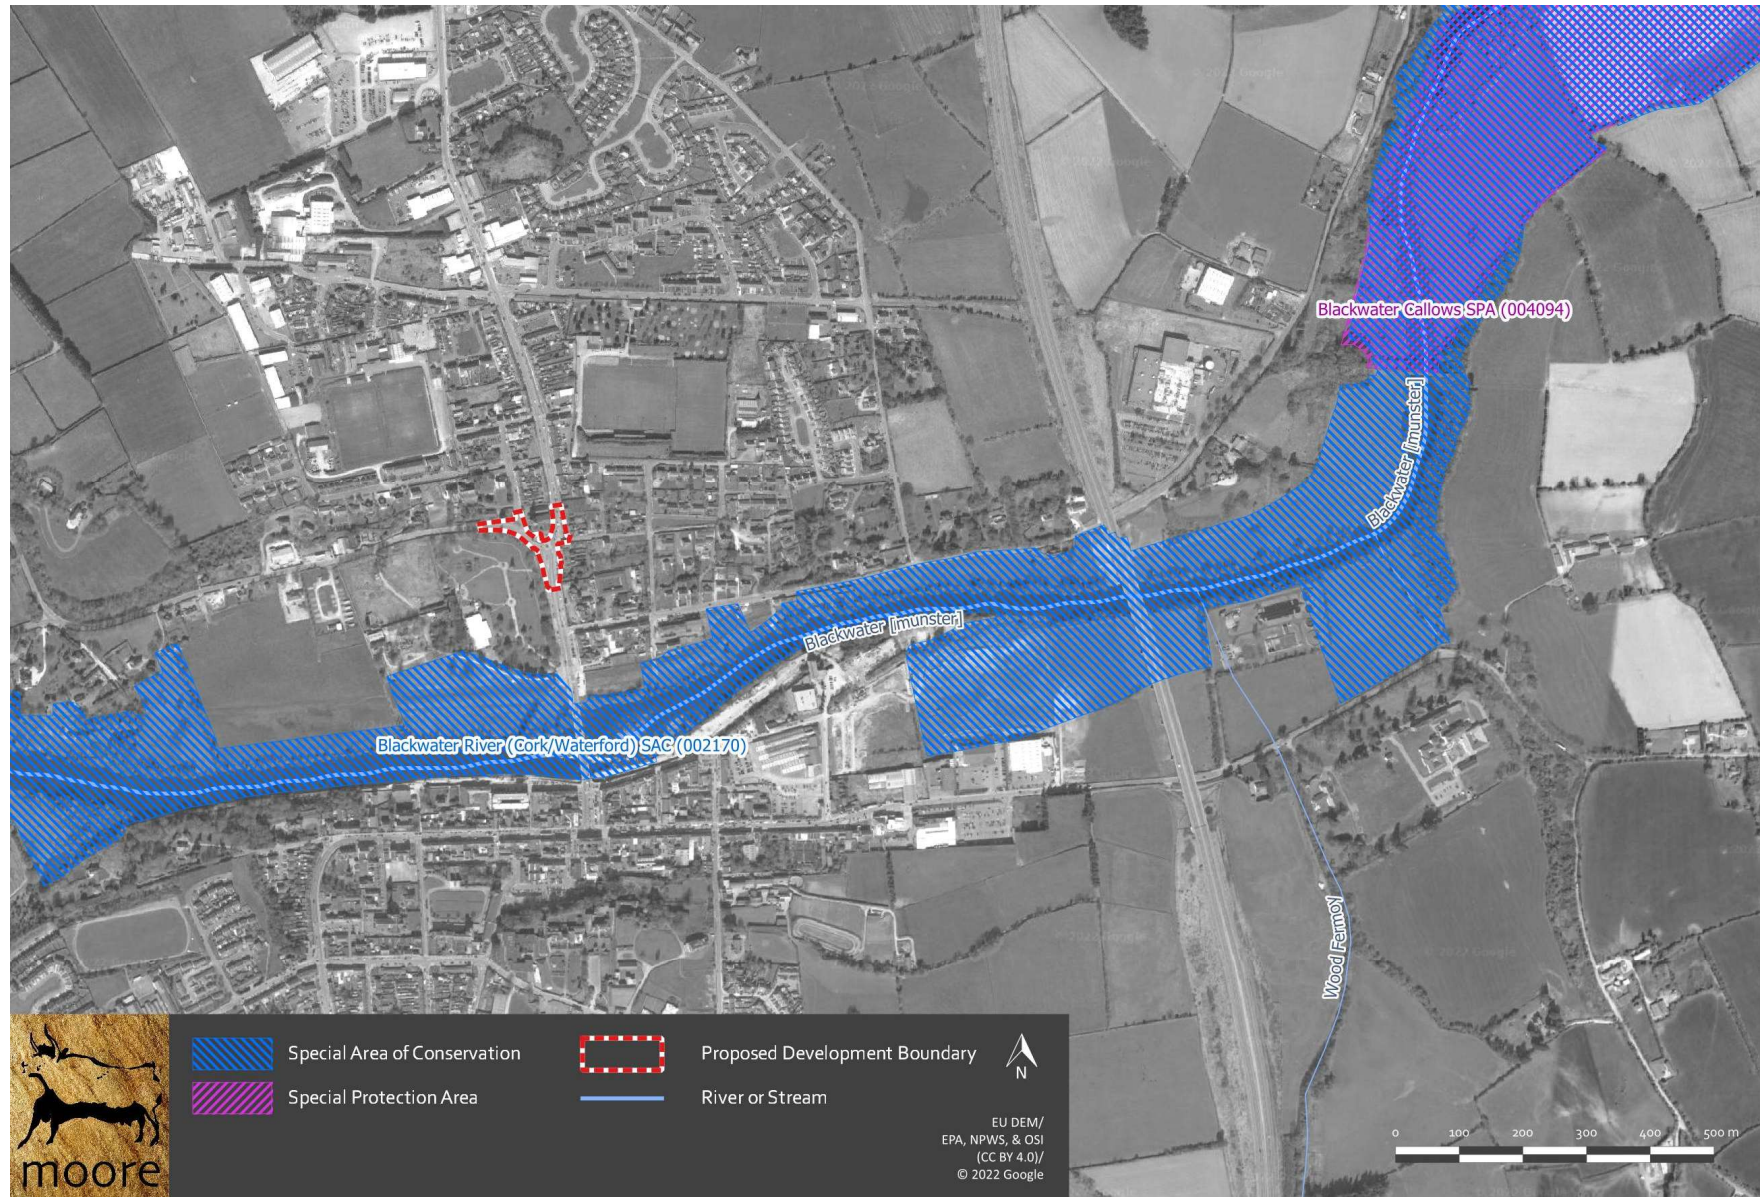 Blackwater Callows SPA (004094)
Blackwater [munster]
Blackwater [munster]
Blackwater River (Cork/Waterford) SAC (002170)
Wood Fermoy
Special Area of Conservation
Special Protection Area
Proposed Development Boundary
River or Stream
N
EU DEM/
EPA, NPWS, & OSI
(CC BY 4.0)/
© 2022 Google
moore
0 100 200 300 400 500 m